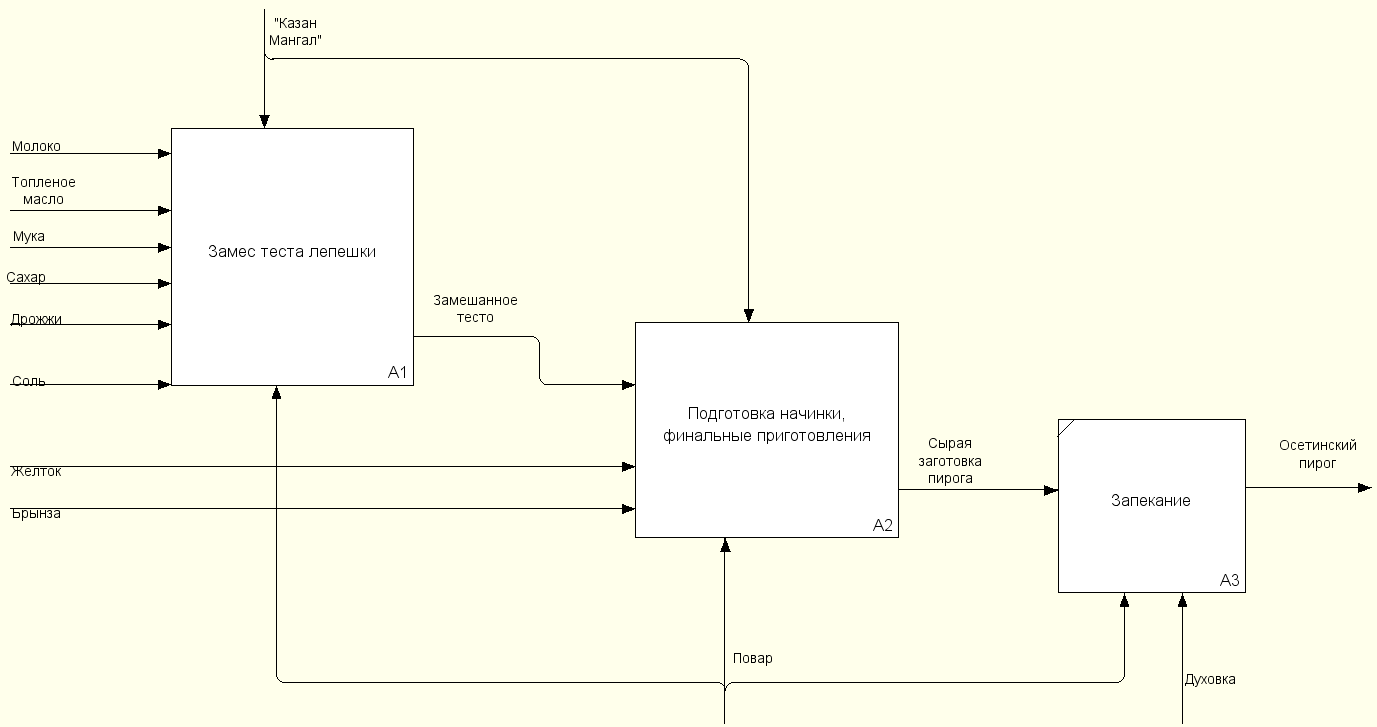 "Казан
Мангал"
Молоко
Топленое
масло
Мука
Сахар
Дрожжи
Соль
Замес теста лепешки
A1
Замешанное
тесто
Желток
Брынза
Подготовка начинки,
финальные приготовления
A2
Сырая
заготовка
пирога
Запекание
A3
Осетинский
пирог
Повар
Духовка